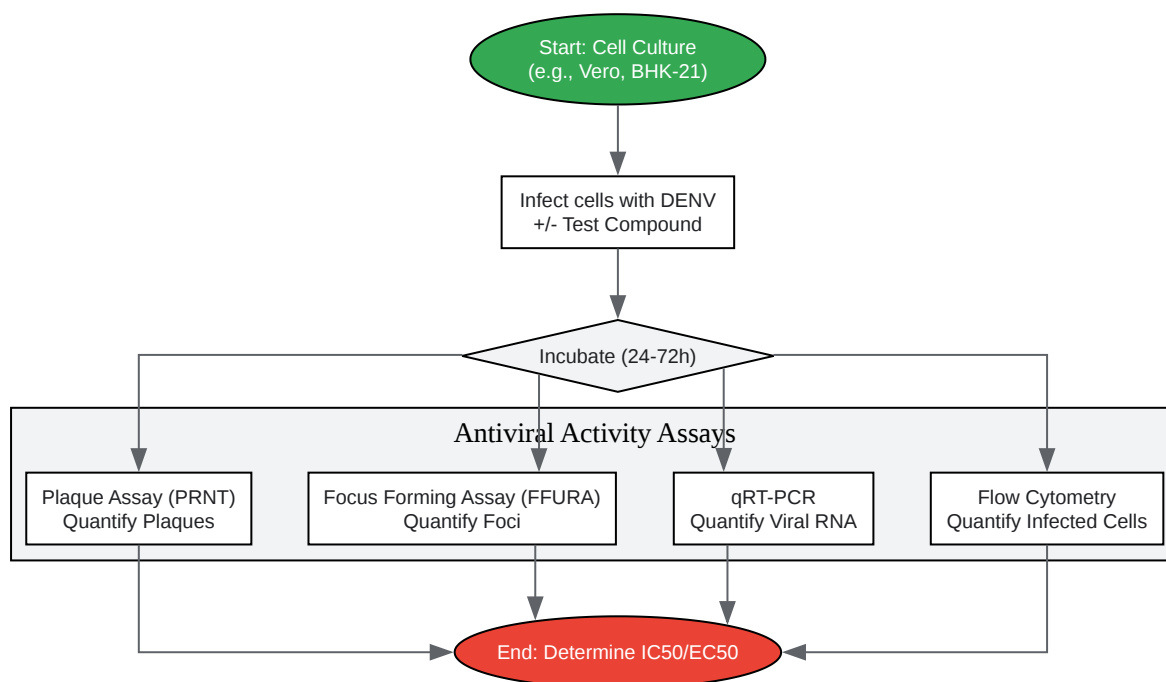 Start: Cell Culture
(e.g., Vero, BHK-21)
Infect cells with DENV
+/- Test Compound
Incubate (24-72h)
Antiviral Activity Assays
Plaque Assay (PRNT)
Quantify Plaques
Focus Forming Assay (FFURA)
Quantify Foci
qRT-PCR
Quantify Viral RNA
Flow Cytometry
Quantify Infected Cells
End: Determine IC50/EC50